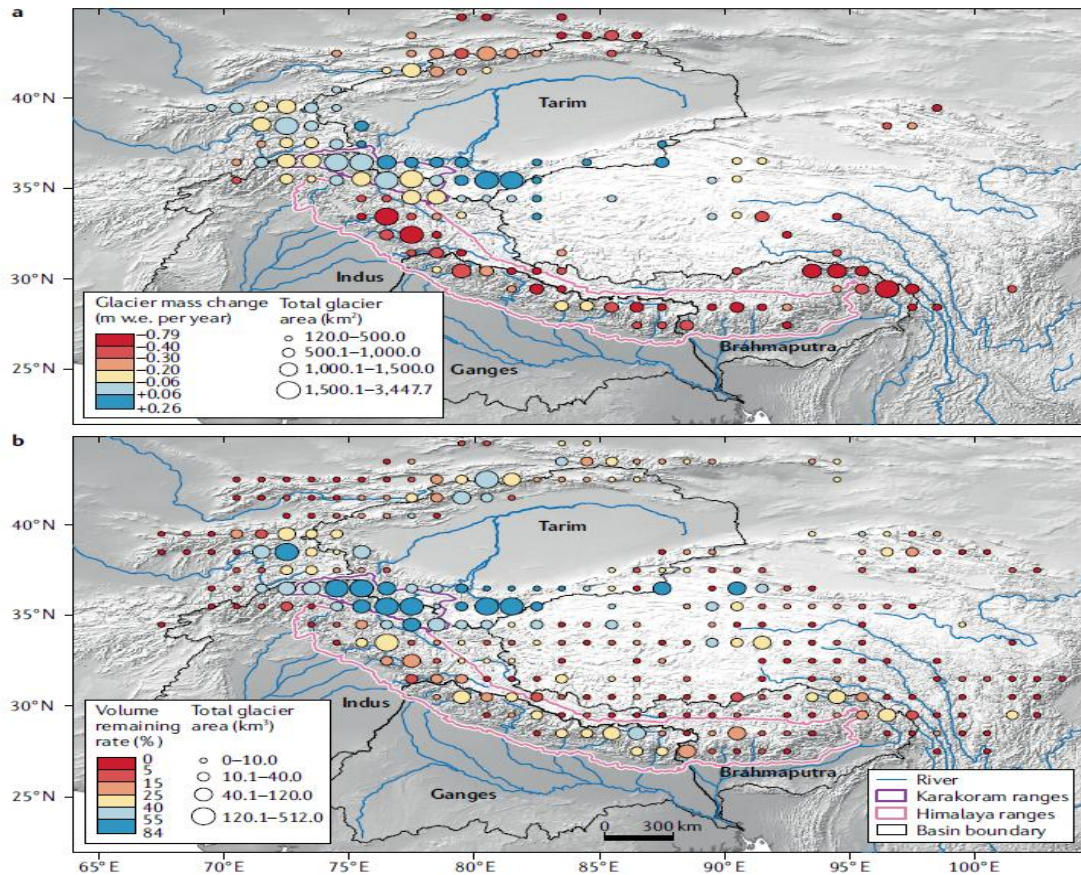 a
40°N
35°N
30°N
25°N
Tarim
Indus
Ganges
Brahmaputra
Glacier mass change
(m w.e. per year)
−0.79
−0.40
−0.30
−0.20
−0.06
+0.06
+0.26
Total glacier
area (km²)
120.0–500.0
500.1–1,000.0
1,000.1–1,500.0
1,500.1–3,447.7
b
40°N
35°N
30°N
25°N
Tarim
Indus
Ganges
Brahmaputra
Volume
remaining
rate (%)
0
5
15
25
40
55
84
Total glacier
area (km³)
0–10.0
10.1–40.0
40.1–120.0
120.1–512.0
0 300 km
River
Karakoram ranges
Himalaya ranges
Basin boundary
65°E 70°E 75°E 80°E 85°E 90°E 95°E 100°E